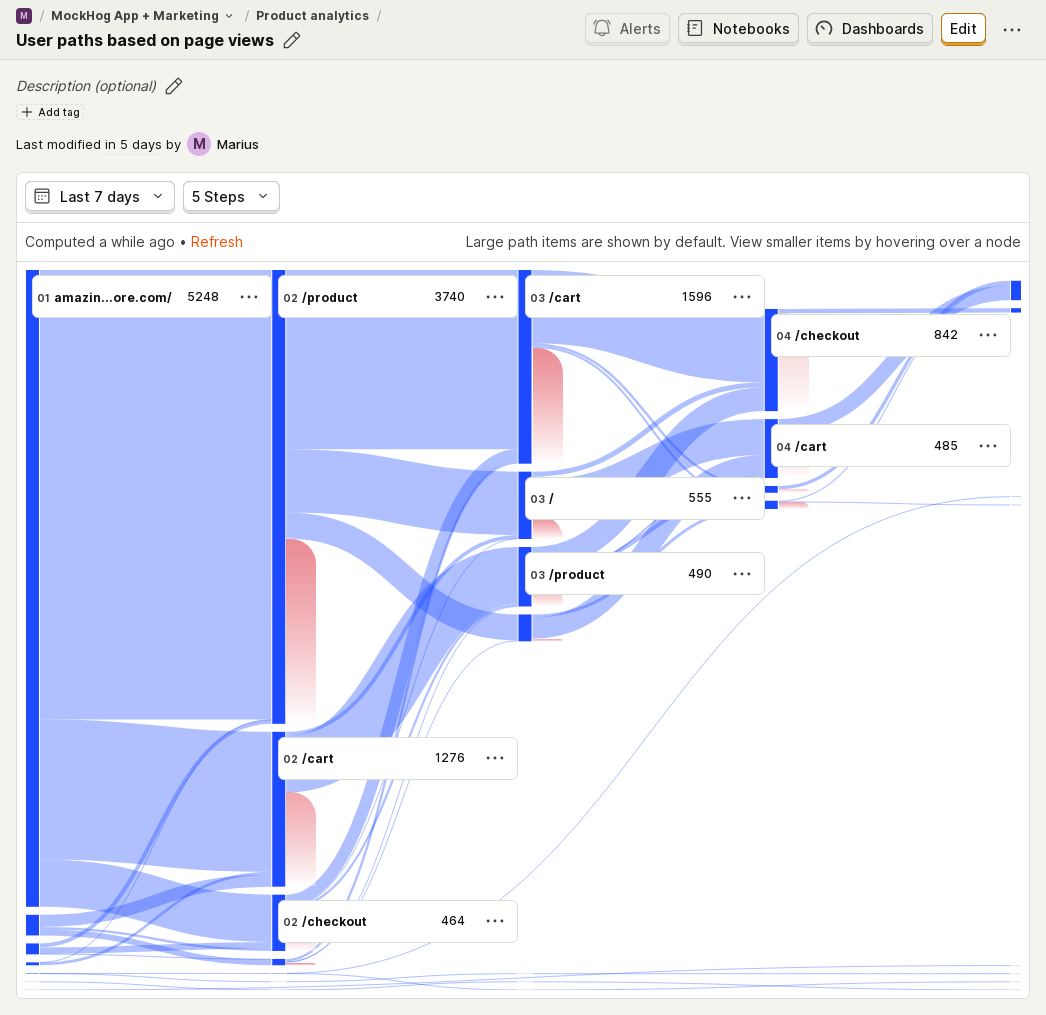 M / MockHog App + Marketing / Product analytics /
User paths based on page views
Alerts Notebooks Dashboards Edit
Description (optional)
Add tag
Last modified in 5 days by M Marius
Last 7 days 5 Steps
Computed a while ago • Refresh Large path items are shown by default. View smaller items by hovering over a node
01 amazin...ore.com/ 5248
02 /product 3740
03 /cart 1596
04 /checkout 842
04 /cart 485
03 / 555
03 /product 490
02 /cart 1276
02 /checkout 464